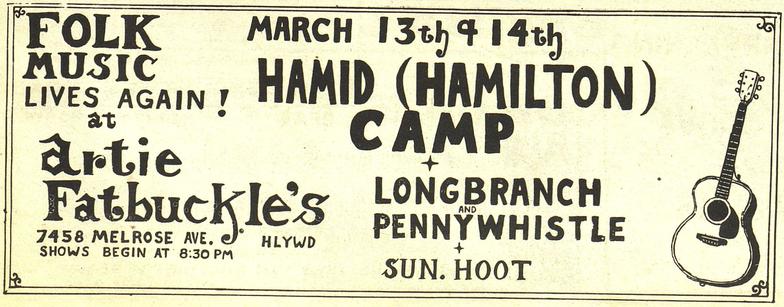 FOLK
MUSIC
LIVES AGAIN!
at
artie
Fatbuckle's
7458 MELROSE AVE. HLYWD
SHOWS BEGIN AT 8:30 PM
MARCH 13th & 14th
HAMID (HAMILTON)
CAMP
LONGBRANCH
AND
PENNYWHISTLE
SUN. HOOT